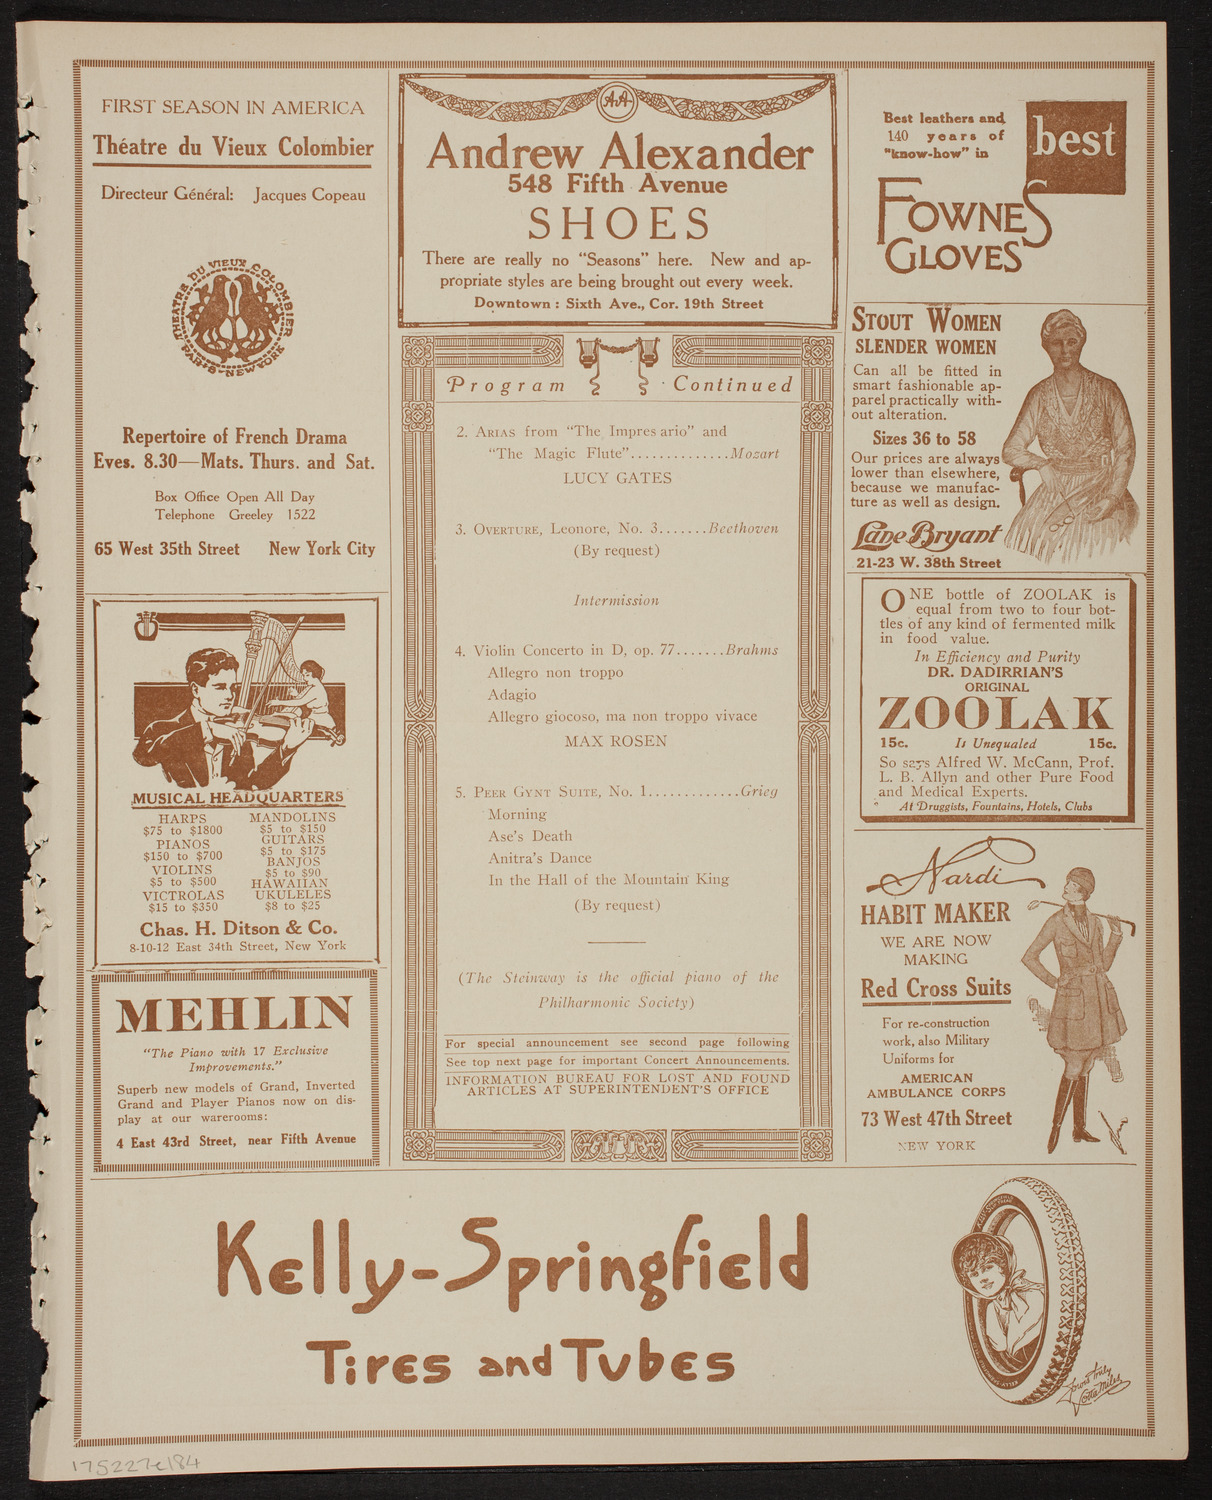 FIRST SEASON IN AMERICA
Théatre du Vieux Colombier
Directeur Général: Jacques Copeau
THEATRE DU VIEUX COLOMBIER
PARIS-NEW YORK
Repertoire of French Drama
Eves. 8.30—Mats. Thurs. and Sat.
Box Office Open All Day
Telephone Greeley 1522
65 West 35th Street New York City
MUSICAL HEADQUARTERS
HARPS
$75 to $1800
PIANOS
$150 to $700
VIOLINS
$5 to $500
VICTROLAS
$15 to $350
MANDOLINS
$5 to $150
GUITARS
$5 to $175
BANJOS
$5 to $90
HAWAIIAN
UKULELES
$8 to $25
Chas. H. Ditson & Co.
8-10-12 East 34th Street, New York
MEHLIN
"The Piano with 17 Exclusive
Improvements."
Superb new models of Grand, Inverted
Grand and Player Pianos now on dis-
play at our warerooms:
4 East 43rd Street, near Fifth Avenue
AA
Andrew Alexander
548 Fifth Avenue
SHOES
There are really no "Seasons" here. New and ap-
propriate styles are being brought out every week.
Downtown: Sixth Ave., Cor. 19th Street
Program Continued
2. ARIAS from "The Impres ario" and
"The Magic Flute"..............Mozart
LUCY GATES
3. OVERTURE, Leonore, No. 3.......Beethoven
(By request)
Intermission
4. Violin Concerto in D, op. 77.......Brahms
Allegro non troppo
Adagio
Allegro giocoso, ma non troppo vivace
MAX ROSEN
5. PEER GYNT SUITE, No. 1.............Grieg
Morning
Ase's Death
Anitra's Dance
In the Hall of the Mountain King
(By request)
(The Steinway is the official piano of the
Philharmonic Society)
For special announcement see second page following
See top next page for important Concert Announcements.
INFORMATION BUREAU FOR LOST AND FOUND
ARTICLES AT SUPERINTENDENT'S OFFICE
Best leathers and
140 years of
"know-how" in
best
FOWNES
GLOVES
STOUT WOMEN
SLENDER WOMEN
Can all be fitted in
smart fashionable ap-
parel practically with-
out alteration.
Sizes 36 to 58
Our prices are always
lower than elsewhere,
because we manufac-
ture as well as design.
Lane Bryant
21-23 W. 38th Street
ONE bottle of ZOOLAK is
equal from two to four bot-
tles of any kind of fermented milk
in food value.
In Efficiency and Purity
DR. DADIRRIAN'S
ORIGINAL
ZOOLAK
15c. Is Unequaled 15c.
So says Alfred W. McCann, Prof.
L. B. Allyn and other Pure Food
and Medical Experts.
At Druggists, Fountains, Hotels, Clubs
Nardi
HABIT MAKER
WE ARE NOW
MAKING
Red Cross Suits
For re-construction
work, also Military
Uniforms for
AMERICAN
AMBULANCE CORPS
73 West 47th Street
NEW YORK
Kelly-Springfield
Tires and Tubes
Yours truly
Lotta Miles
175227e184